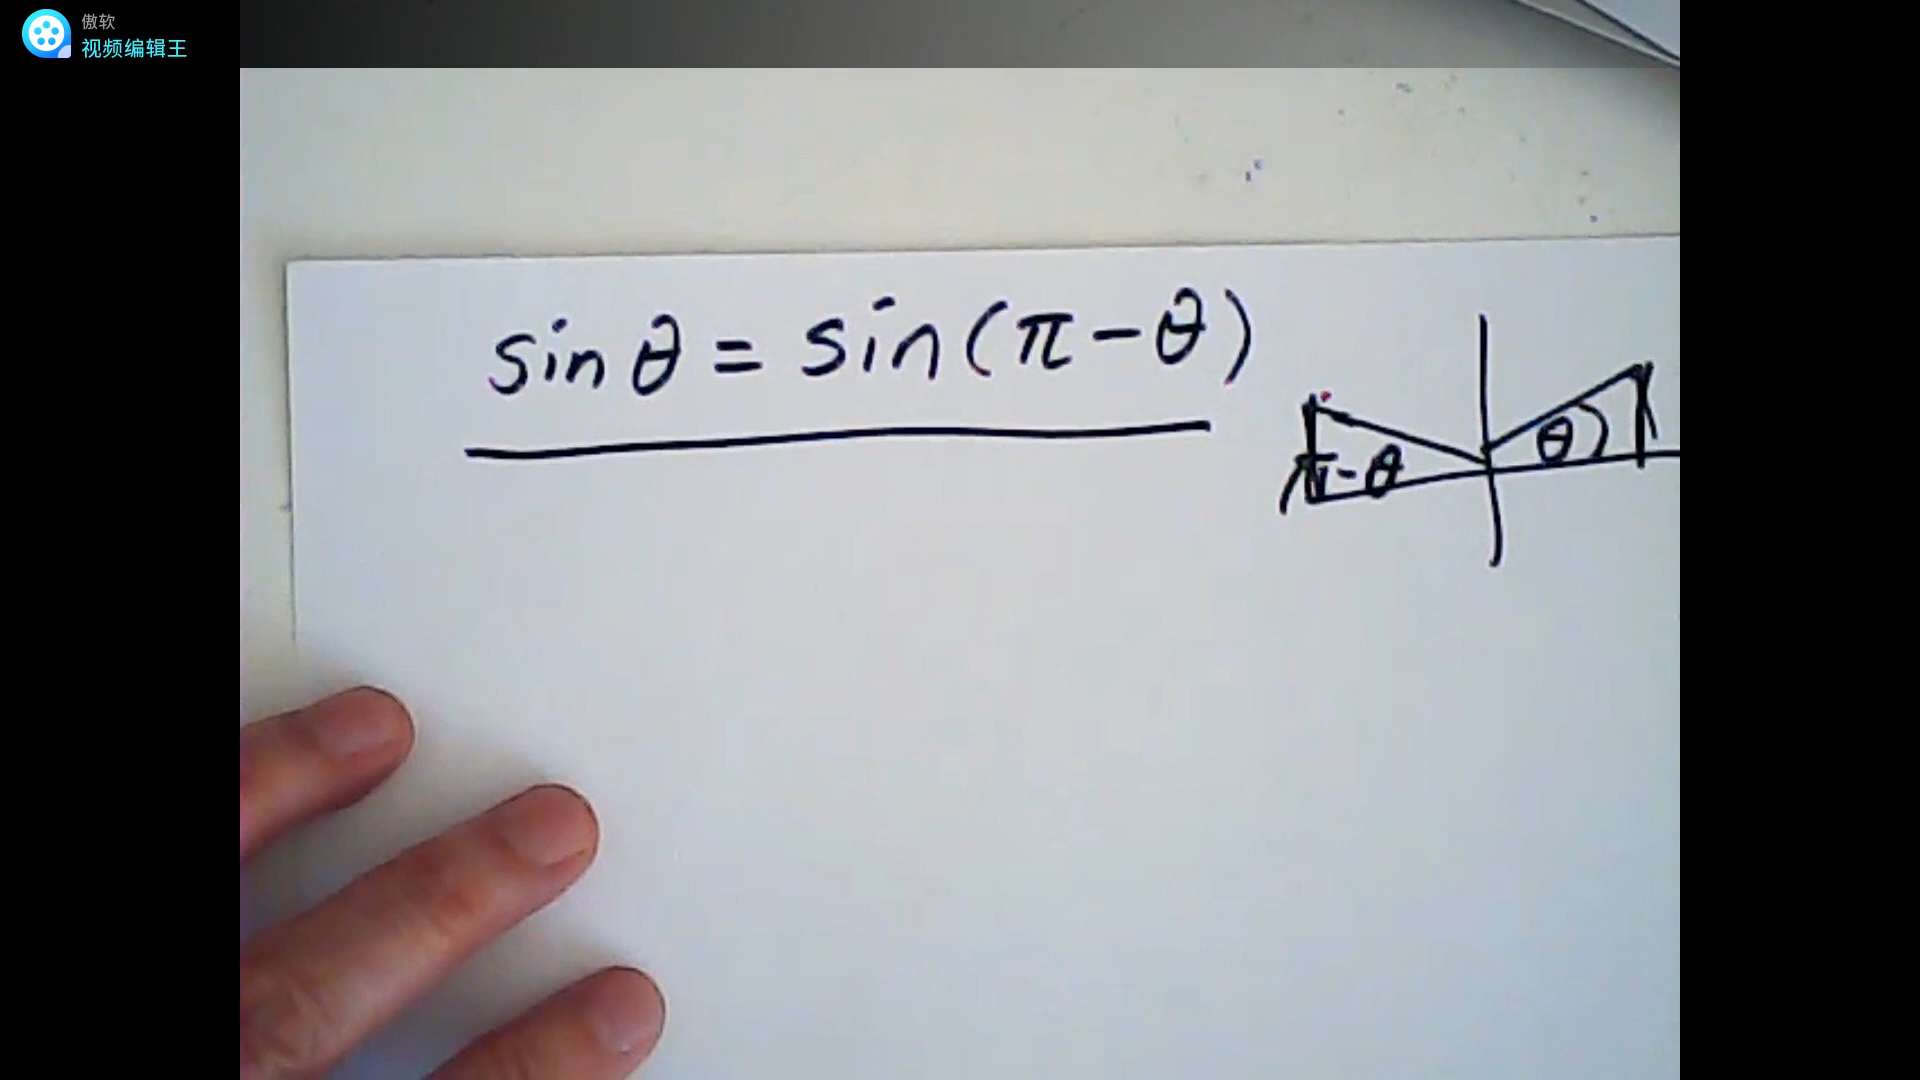 傲软
视频编辑王
sin θ = sin(π-θ)
π-θ
θ